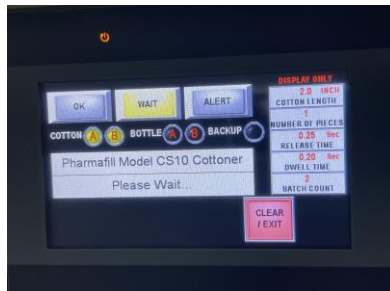 DISPLAY ONLY
2.0 INCH
COTTON LENGTH
1
NUMBER OF PIECES
0.25 Sec
RELEASE TIME
0.20 Sec
DWELL TIME
2
BATCH COUNT
OK
WAIT
ALERT
COTTON A B BOTTLE A B BACKUP
Pharmafill Model CS10 Cottoner
Please Wait...
CLEAR
/ EXIT